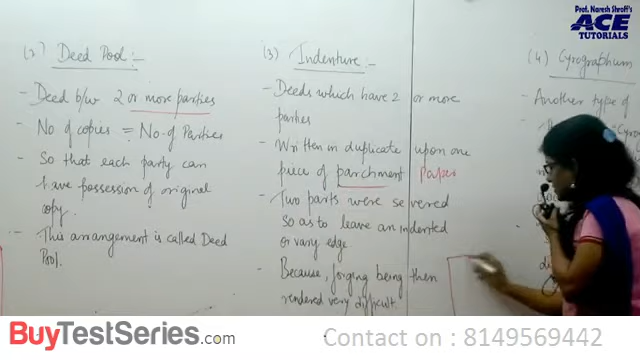 Prof. Naresh Shroff's
ACE
TUTORIALS
(2) Deed Pool:-
- Deed b/w 2 or more parties
- No of copies = No. of Parties
- So that each party can
have possession of original
copy.
- This arrangement is called Deed
Pool.
(3) Indenture:-
- Deeds which have 2 or more
parties
- Written in duplicate upon one
piece of parchment Paper
- Two parts were severed
so as to leave an indented
or vary edge
- Because, forging being then
rendered very difficult.
(4) Cyrographum
- Another type of
BuyTestSeries.com
Contact on : 8149569442